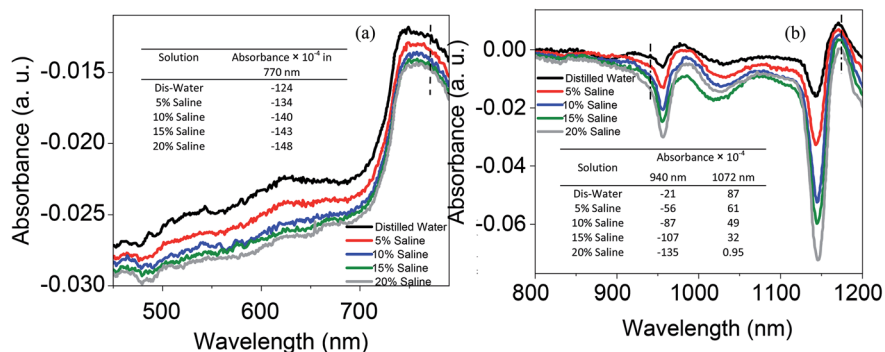 (a)
Solution Absorbance × 10⁻⁴ in 770 nm
Dis-Water -124
5% Saline -134
10% Saline -140
15% Saline -143
20% Saline -148
-0.015
-0.020
-0.025
-0.030
Absorbance (a. u.)
Distilled Water
5% Saline
10% Saline
15% Saline
20% Saline
500 600 700
Wavelength (nm)
(b)
0.00
-0.02
-0.04
-0.06
Absorbance (a. u.)
Distilled Water
5% Saline
10% Saline
15% Saline
20% Saline
Solution Absorbance × 10⁻⁴
940 nm 1072 nm
Dis-Water -21 87
5% Saline -56 61
10% Saline -87 49
15% Saline -107 32
20% Saline -135 0.95
800 900 1000 1100 1200
Wavelength (nm)